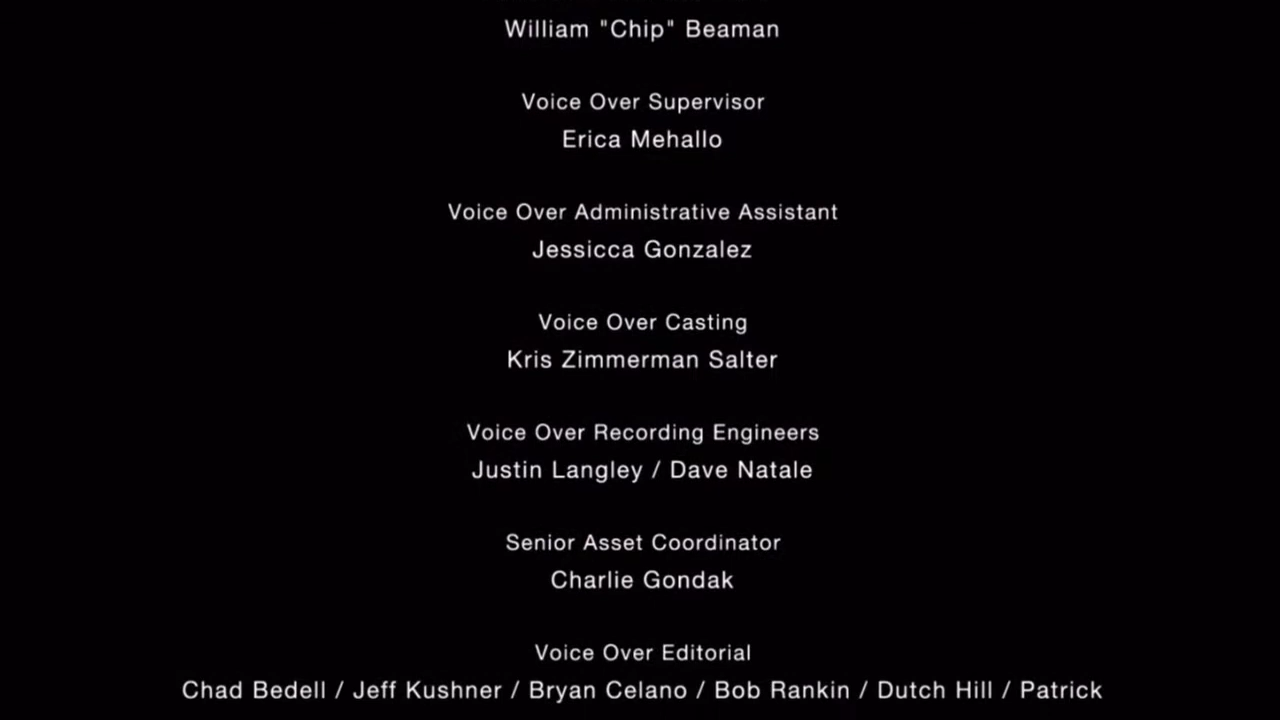 William "Chip" Beaman
Voice Over Supervisor
Erica Mehallo
Voice Over Administrative Assistant
Jessicca Gonzalez
Voice Over Casting
Kris Zimmerman Salter
Voice Over Recording Engineers
Justin Langley / Dave Natale
Senior Asset Coordinator
Charlie Gondak
Voice Over Editorial
Chad Bedell / Jeff Kushner / Bryan Celano / Bob Rankin / Dutch Hill / Patrick